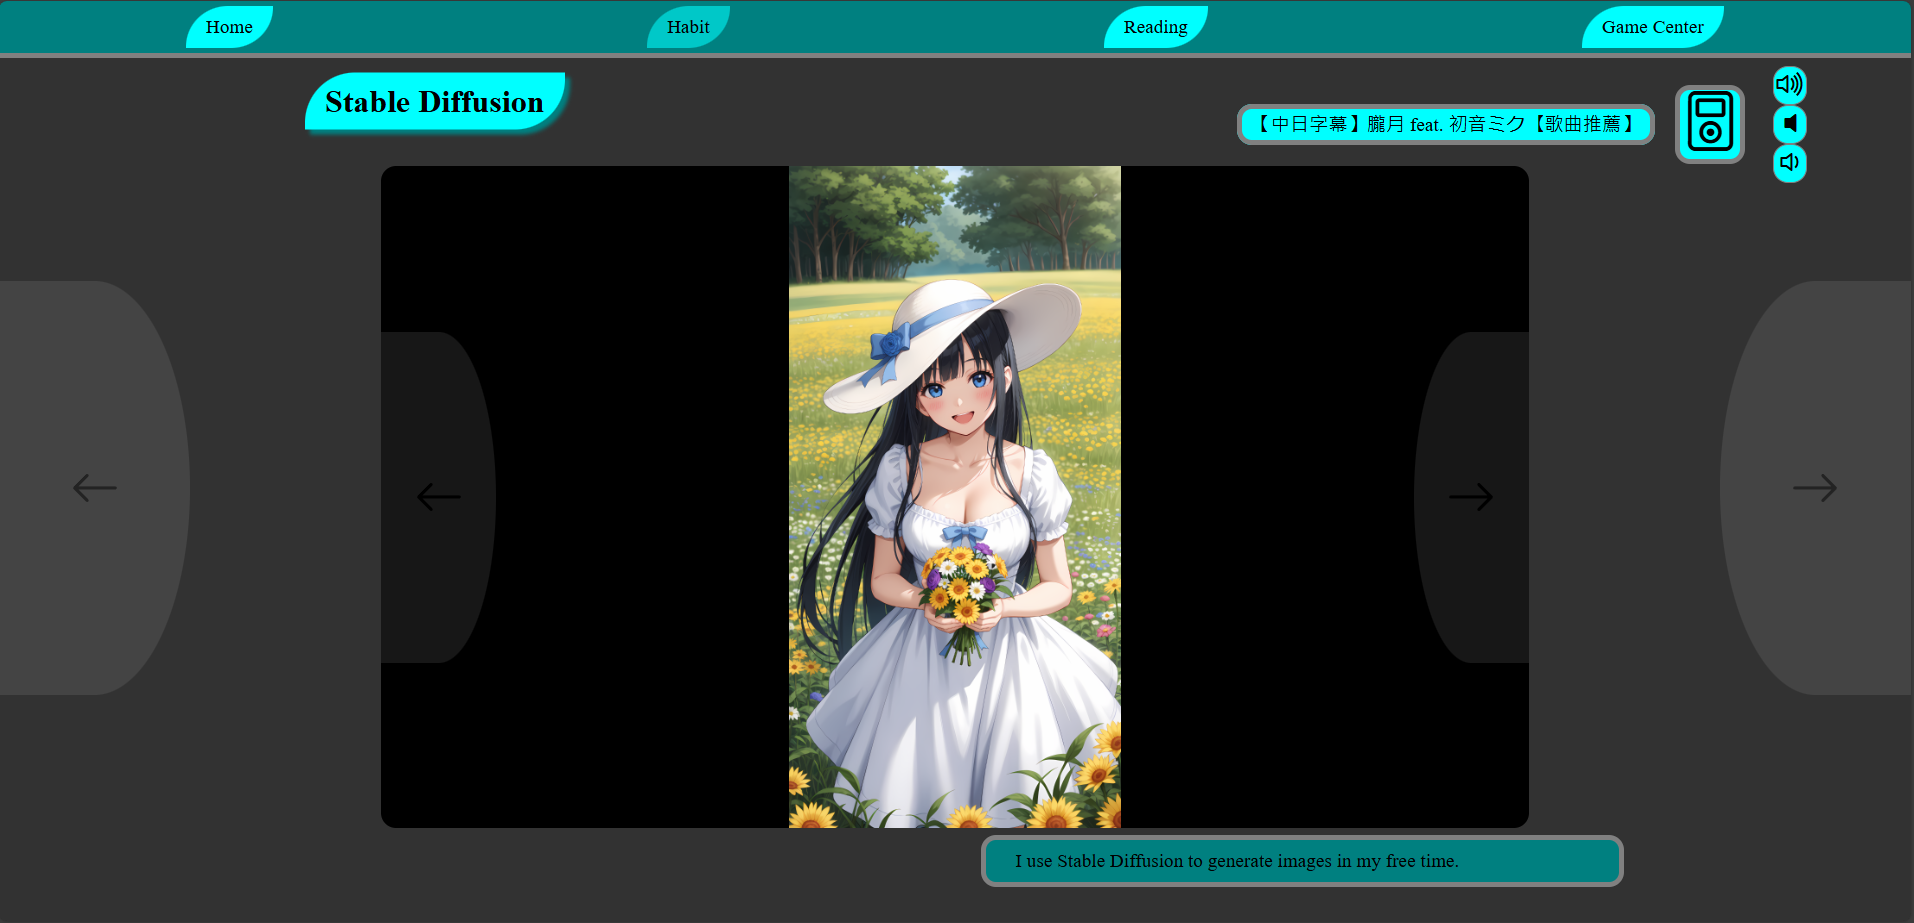 Home
Habit
Reading
Game Center
Stable Diffusion
【中日字幕】朧月 feat. 初音ミク【歌曲推薦】
I use Stable Diffusion to generate images in my free time.